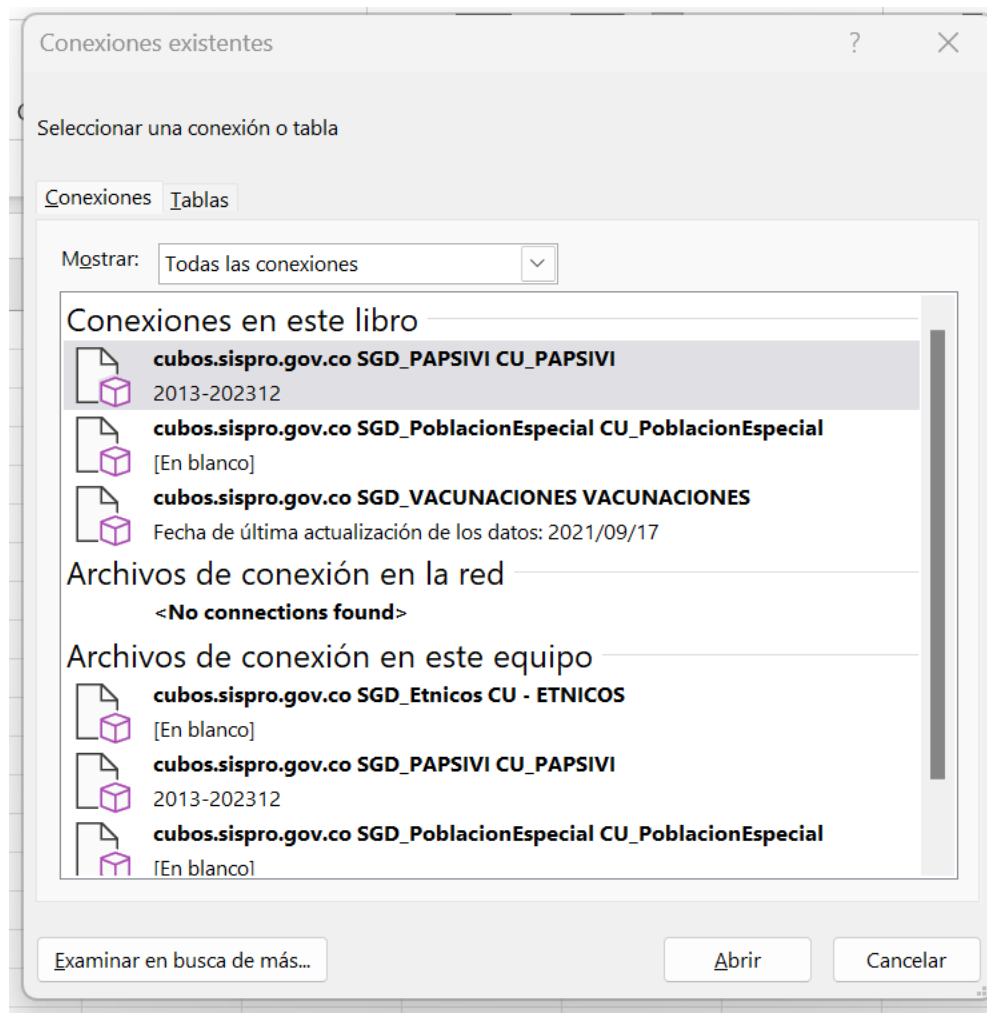 Conexiones existentes ?
Seleccionar una conexión o tabla
Conexiones Tablas
Mostrar: Todas las conexiones
Conexiones en este libro
cubos.sispro.gov.co SGD_PAPSIVI CU_PAPSIVI
2013-202312
cubos.sispro.gov.co SGD_PoblacionEspecial CU_PoblacionEspecial
[En blanco]
cubos.sispro.gov.co SGD_VACUNACIONES VACUNACIONES
Fecha de última actualización de los datos: 2021/09/17
Archivos de conexión en la red
<No connections found>
Archivos de conexión en este equipo
cubos.sispro.gov.co SGD_Etnicos CU - ETNICOS
[En blanco]
cubos.sispro.gov.co SGD_PAPSIVI CU_PAPSIVI
2013-202312
cubos.sispro.gov.co SGD_PoblacionEspecial CU_PoblacionEspecial
[En blanco]
Examinar en busca de más... Abrir Cancelar